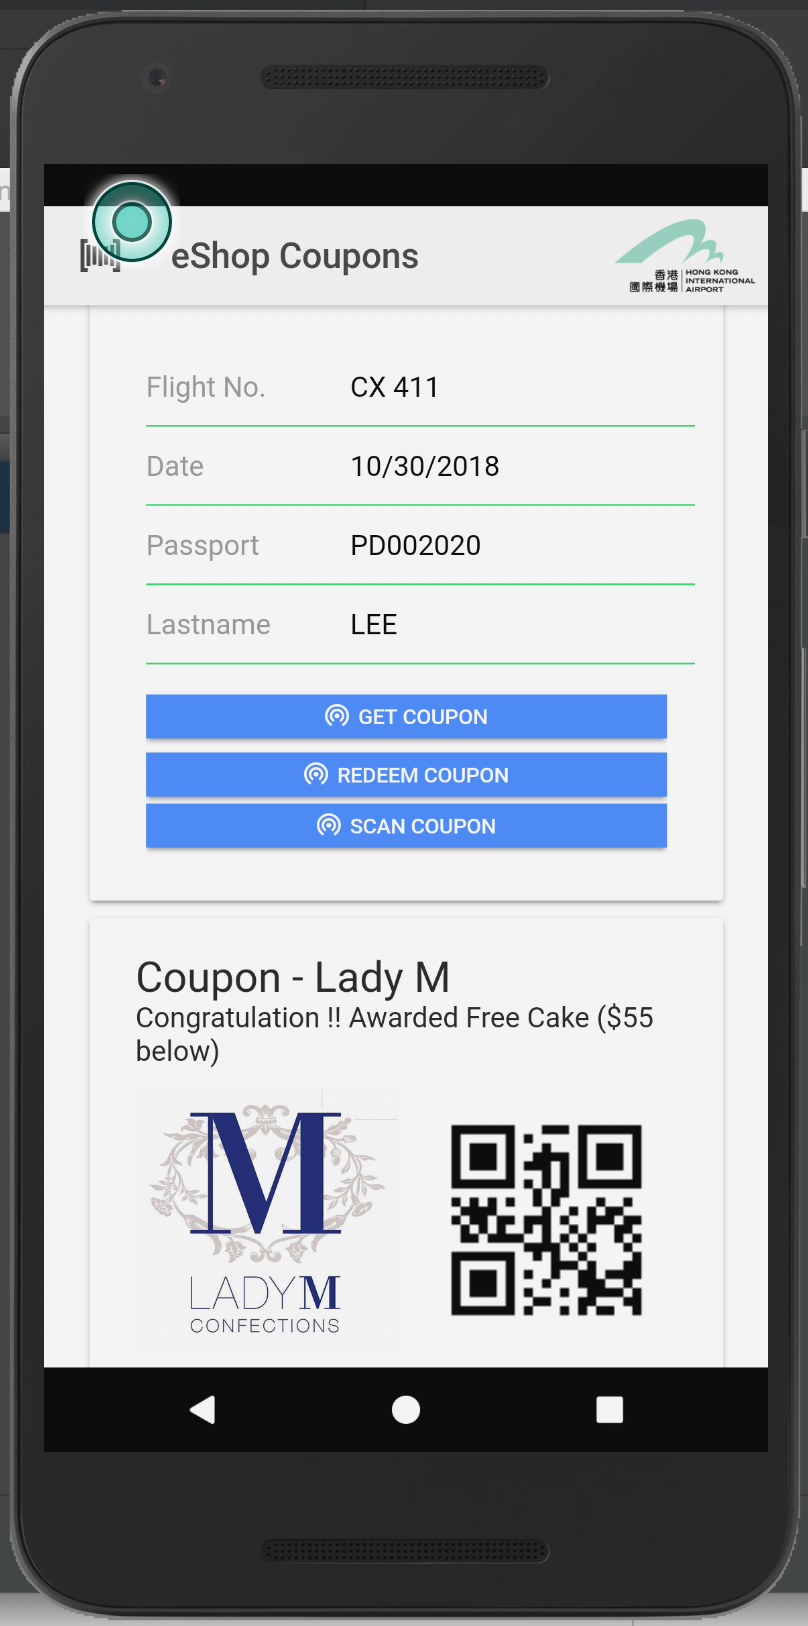 eShop Coupons
香港
國際機場
HONG KONG
INTERNATIONAL
AIRPORT
Flight No. CX 411
Date 10/30/2018
Passport PD002020
Lastname LEE
GET COUPON
REDEEM COUPON
SCAN COUPON
Coupon - Lady M
Congratulation !! Awarded Free Cake ($55
below)
M
LADY M
CONFECTIONS